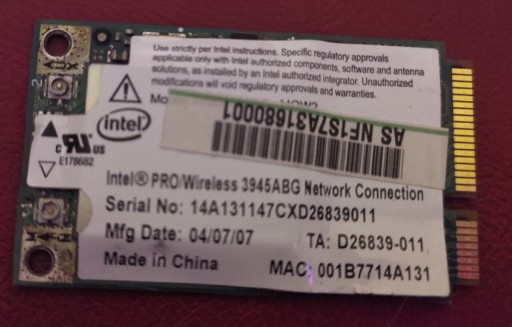 Use strictly per Intel instructions. Specific regulatory approvals
applicable only with Intel authorized components, software and antenna
solutions, as installed by an Intel authorized integrator. Unauthorized
modifications will void regulatory approvals and warranties.
intel®
AS NF1S7A31680001
C UL US
E178682
Intel® PRO/Wireless 3945ABG Network Connection
Serial No: 14A131147CXD26839011
Mfg Date: 04/07/07
TA: D26839-011
Made in China
MAC: 001B7714A131